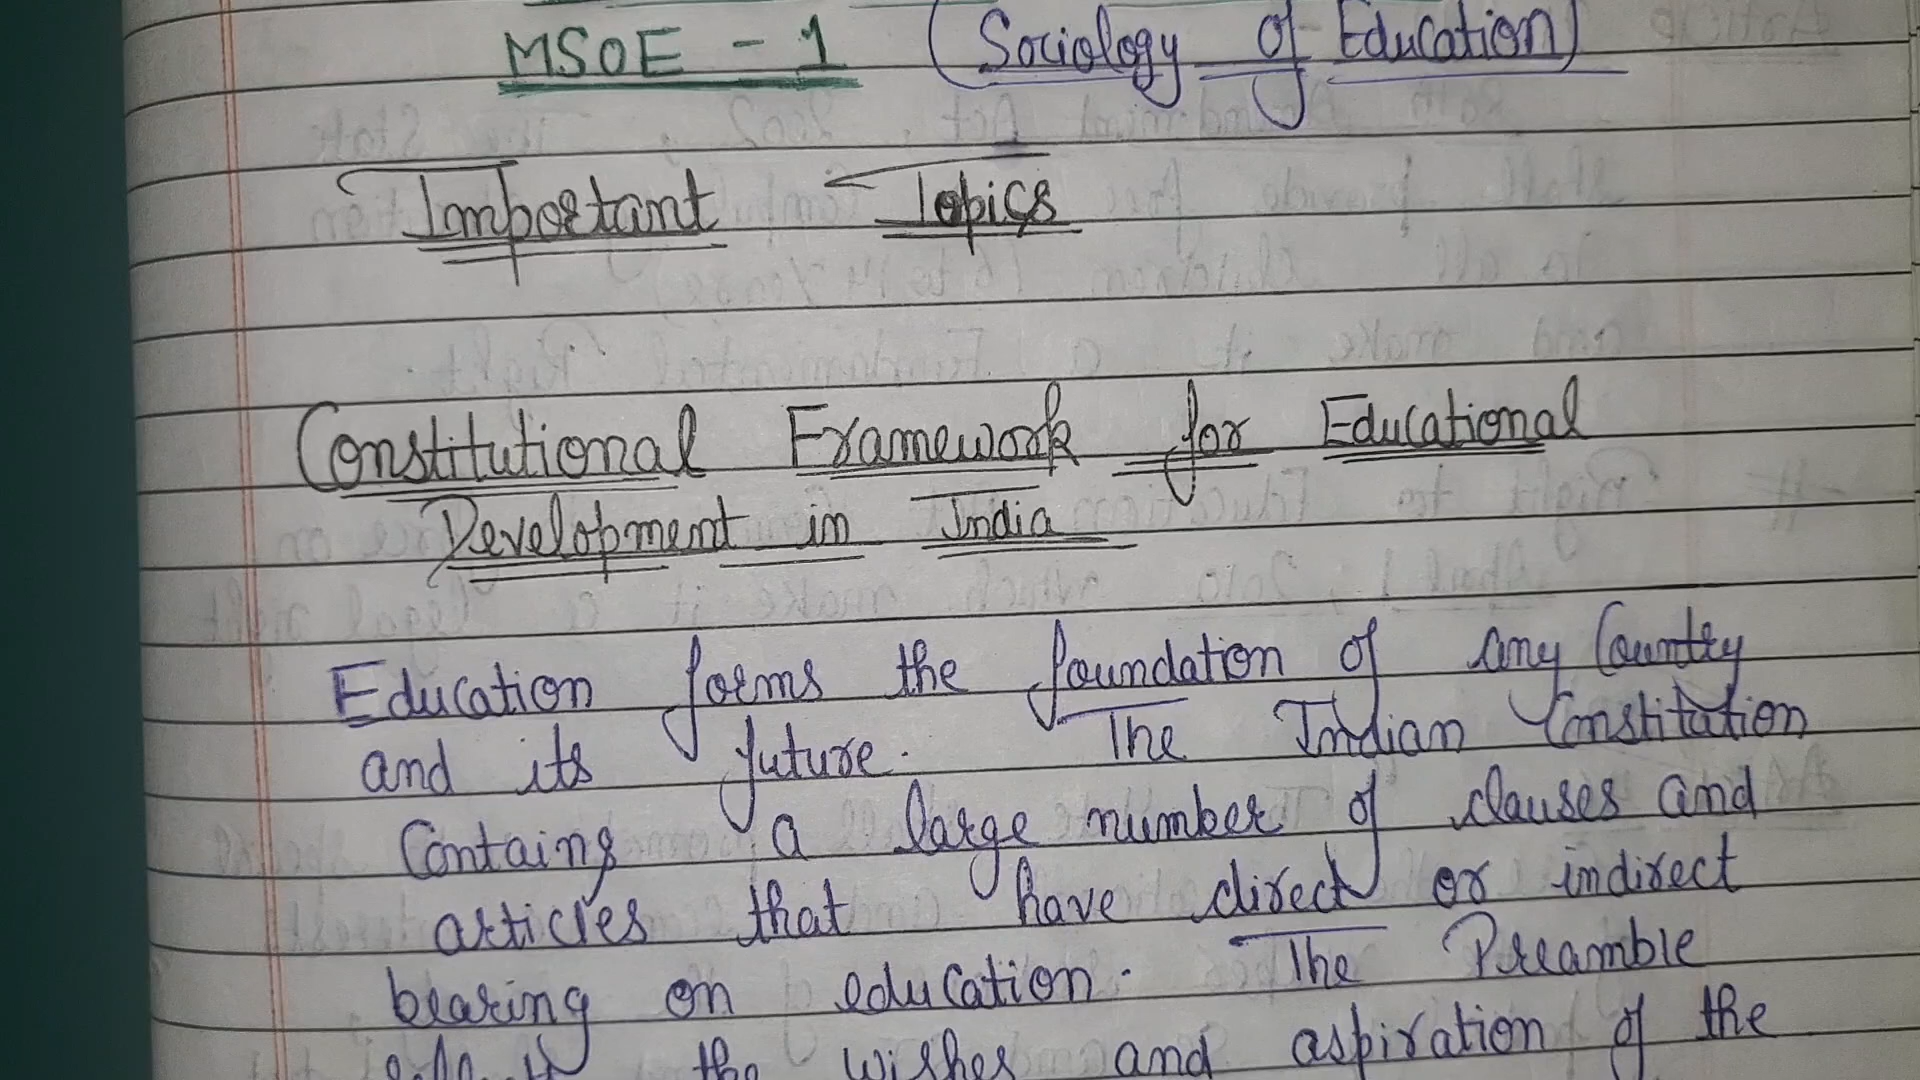 MSOE - 1 (Sociology of Education)
Important Topics
Constitutional Framework for Educational
Development in India
Education forms the foundation of any Country
and its future. The Indian Constitution
Contains a large number of clauses and
articles that have direct or indirect
bearing on education. The Preamble
the wishes and aspiration of the